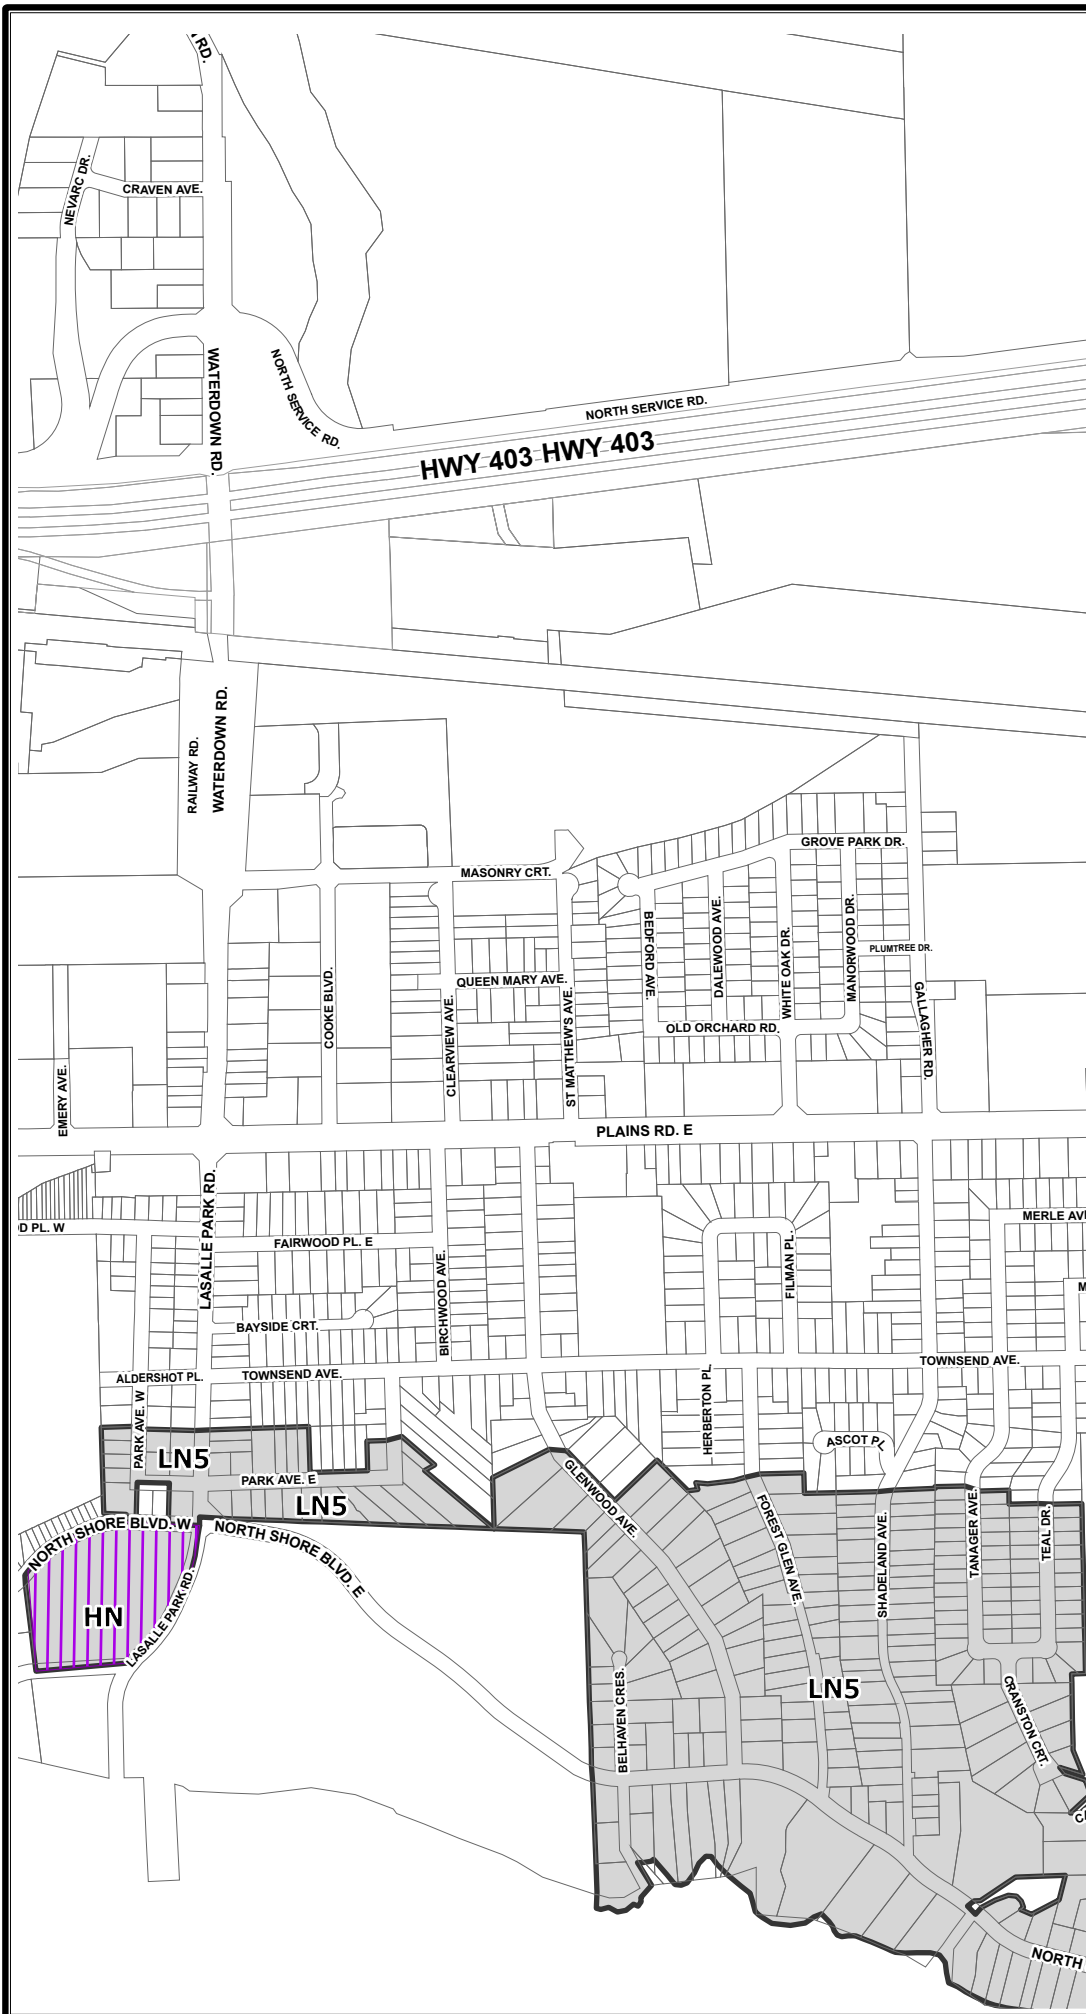 RD.
NEVARC DR.
CRAVEN AVE.
WATERDOWN RD.
NORTH SERVICE RD.
NORTH SERVICE RD.
HWY 403 HWY 403
RAILWAY RD.
WATERDOWN RD.
GROVE PARK DR.
MASONRY CRT.
BEDFORD AVE.
DALEWOOD AVE.
WHITE OAK DR.
MANORWOOD DR.
PLUMTREE DR.
QUEEN MARY AVE.
COOKE BLVD.
CLEARVIEW AVE.
ST MATTHEW'S AVE.
OLD ORCHARD RD.
GALLAGHER RD.
EMERY AVE.
PLAINS RD. E
LASALLE PARK RD.
OD PL. W
FAIRWOOD PL. E
MERLE AV
FILMAN PL.
BIRCHWOOD AVE.
M
BAYSIDE CRT.
ALDERSHOT PL.
TOWNSEND AVE.
TOWNSEND AVE.
PARK AVE. W
HERBERTON PL.
ASCOT PL
LN5
PARK AVE. E
LN5
GLENWOOD AVE.
FOREST GLEN AVE.
SHADELAND AVE.
TANAGER AVE.
TEAL DR.
NORTH SHORE BLVD. W
NORTH SHORE BLVD. E
HN
LASALLE PARK RD.
BELHAVEN CRES.
LN5
CRANSTON CRT.
NORTH